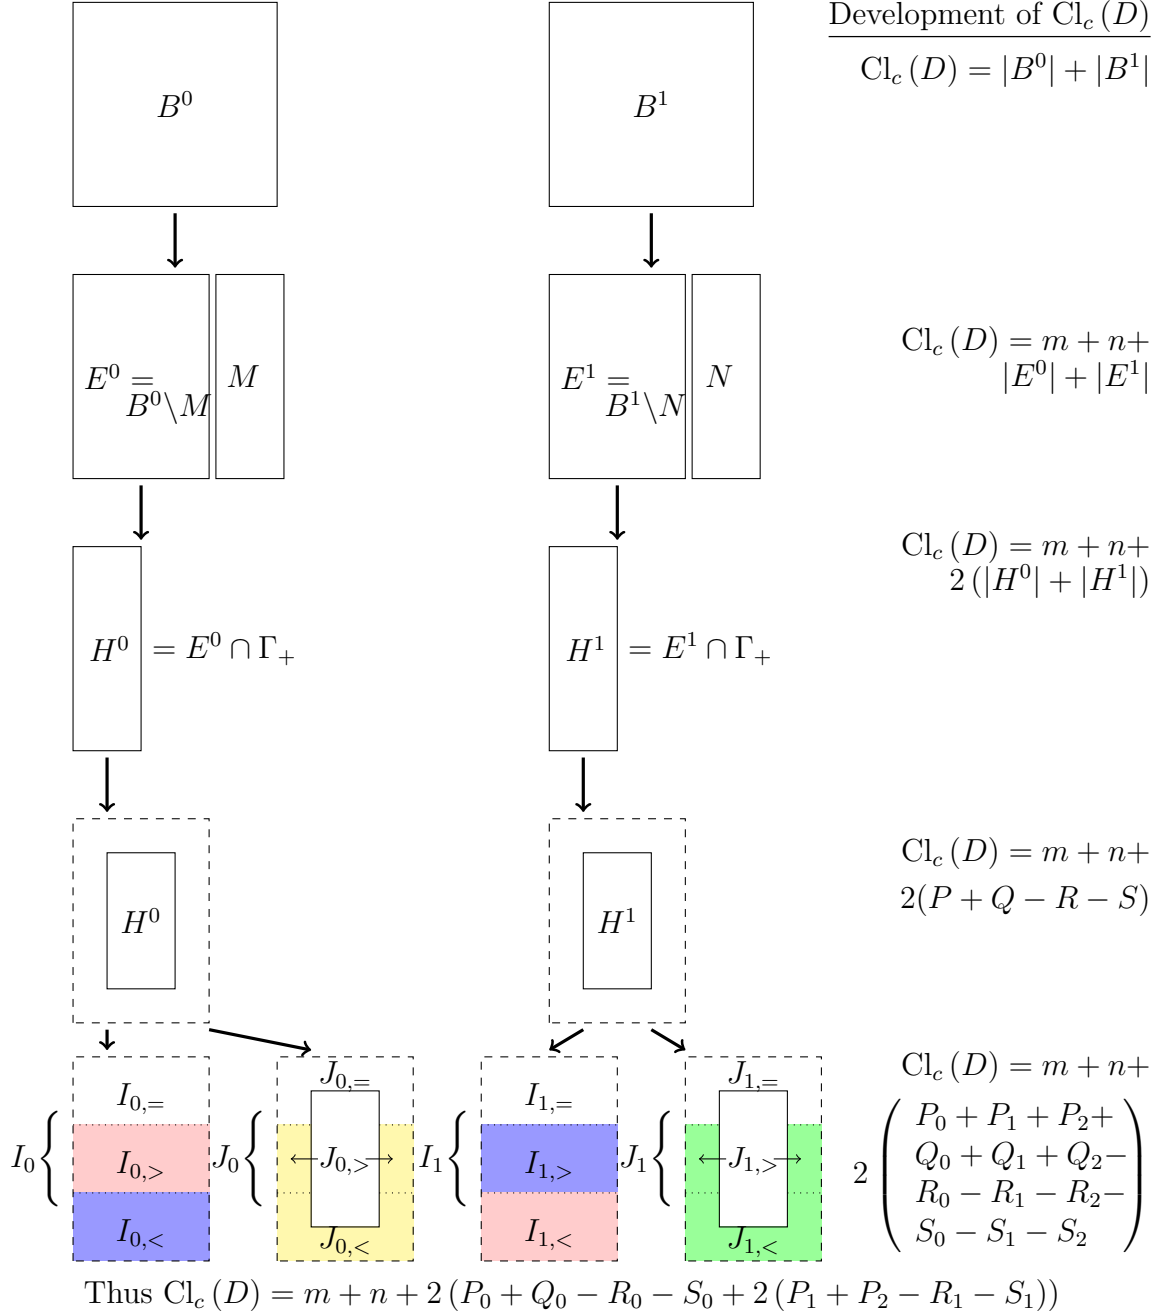 Development of Cl_c (D)
B^0
B^1
Cl_c (D) = |B^0| + |B^1|
E^0 =
B^0\M
M
E^1 =
B^1\N
N
Cl_c (D) = m + n+
|E^0| + |E^1|
H^0 = E^0 ∩ Γ_+
H^1 = E^1 ∩ Γ_+
Cl_c (D) = m + n+
2 (|H^0| + |H^1|)
H^0
H^1
Cl_c (D) = m + n+
2(P + Q − R − S)
I_0 {
I_{0,=}
I_{0,>}
I_{0,<}
J_0 {
J_{0,=}
J_{0,>}
J_{0,<}
I_1 {
I_{1,=}
I_{1,>}
I_{1,<}
J_1 {
J_{1,=}
J_{1,>}
J_{1,<}
Cl_c (D) = m + n+
2 (
P_0 + P_1 + P_2+
Q_0 + Q_1 + Q_2−
R_0 − R_1 − R_2−
S_0 − S_1 − S_2
)
Thus Cl_c (D) = m + n + 2 (P_0 + Q_0 − R_0 − S_0 + 2 (P_1 + P_2 − R_1 − S_1))